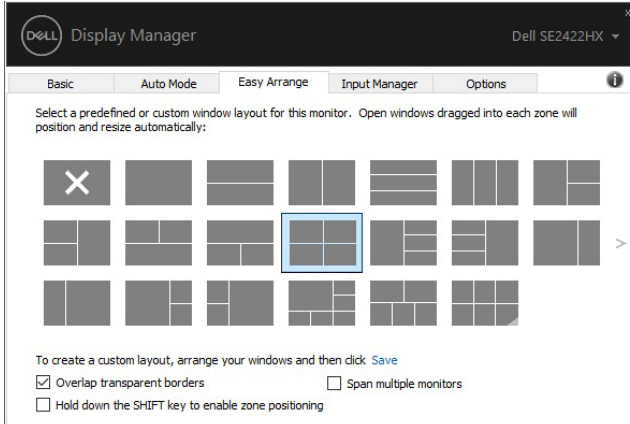 DELL Display Manager Dell SE2422HX
Basic Auto Mode Easy Arrange Input Manager Options
Select a predefined or custom window layout for this monitor. Open windows dragged into each zone will
position and resize automatically:
To create a custom layout, arrange your windows and then click Save
Overlap transparent borders Span multiple monitors
Hold down the SHIFT key to enable zone positioning